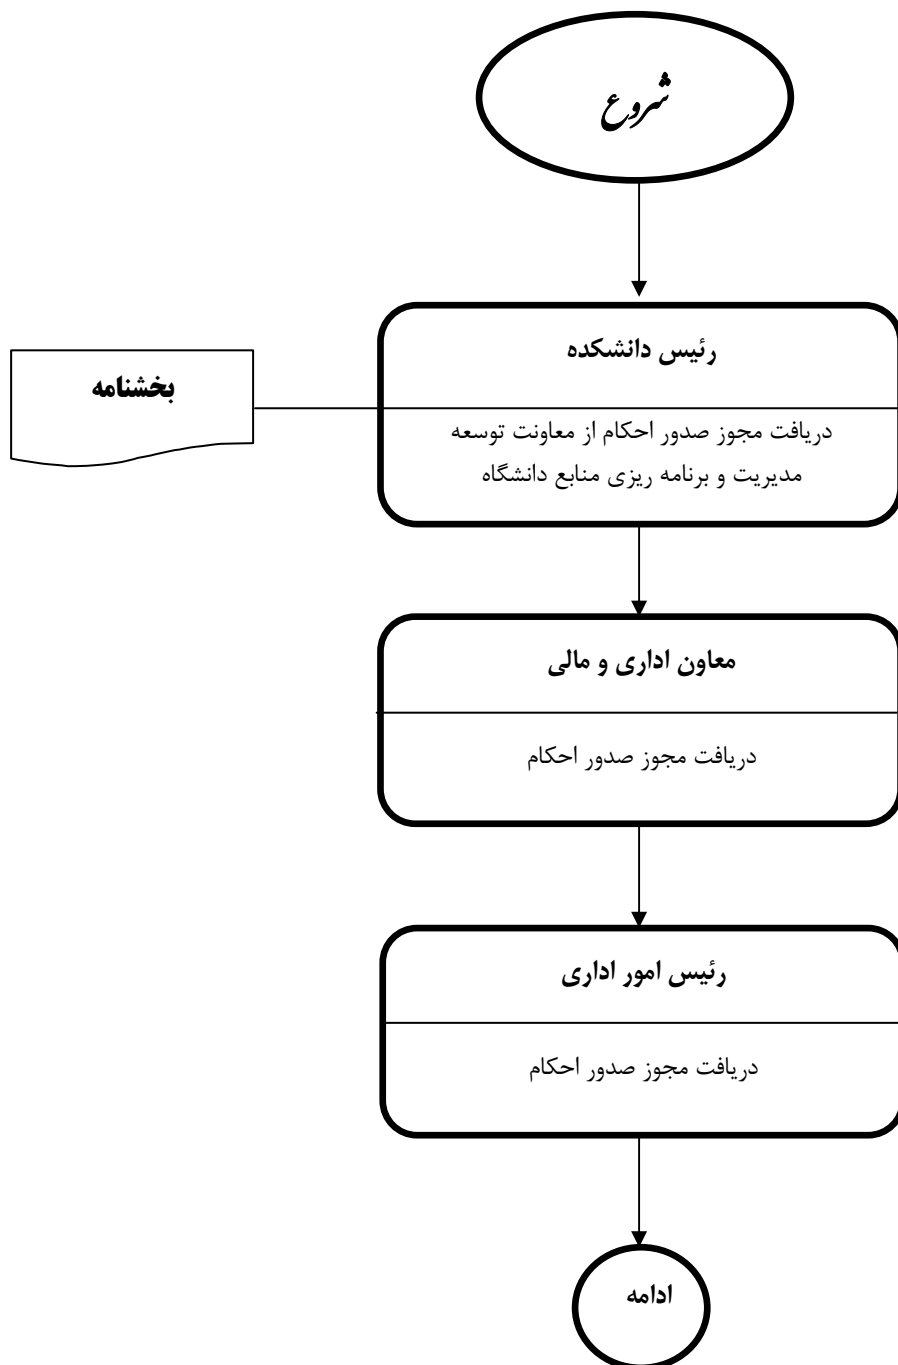 شروع
رئیس دانشکده
بخشنامه
دریافت مجوز صدور احکام از معاونت توسعه
مدیریت و برنامه ریزی منابع دانشگاه
معاون اداری و مالی
دریافت مجوز صدور احکام
رئیس امور اداری
دریافت مجوز صدور احکام
ادامه